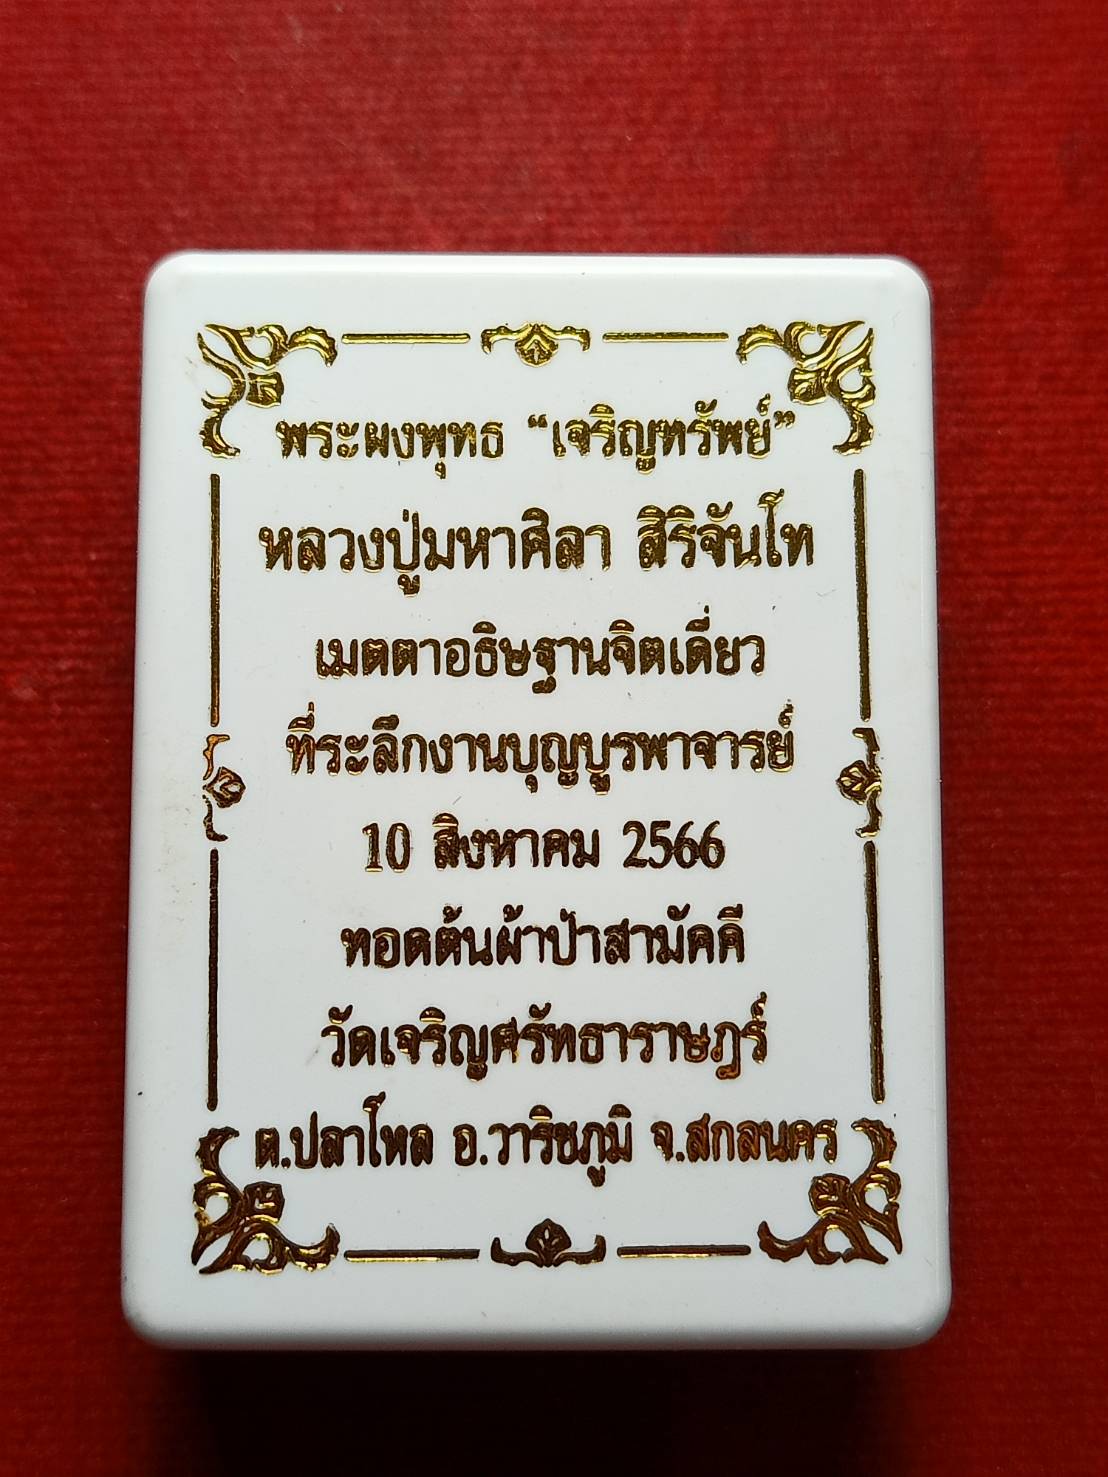 พระผงพุทธ “เจริญทรัพย์”
หลวงปู่มหาศิลา สิริจันโท
เมตตาอธิษฐานจิตเดี่ยว
ที่ระลึกงานบุญบูรพาจารย์
10 สิงหาคม 2566
ทอดต้นผ้าป่าสามัคคี
วัดเจริญศรัทธาราษฎร์
ต.ปลาโหล อ.วาริชภูมิ จ.สกลนคร